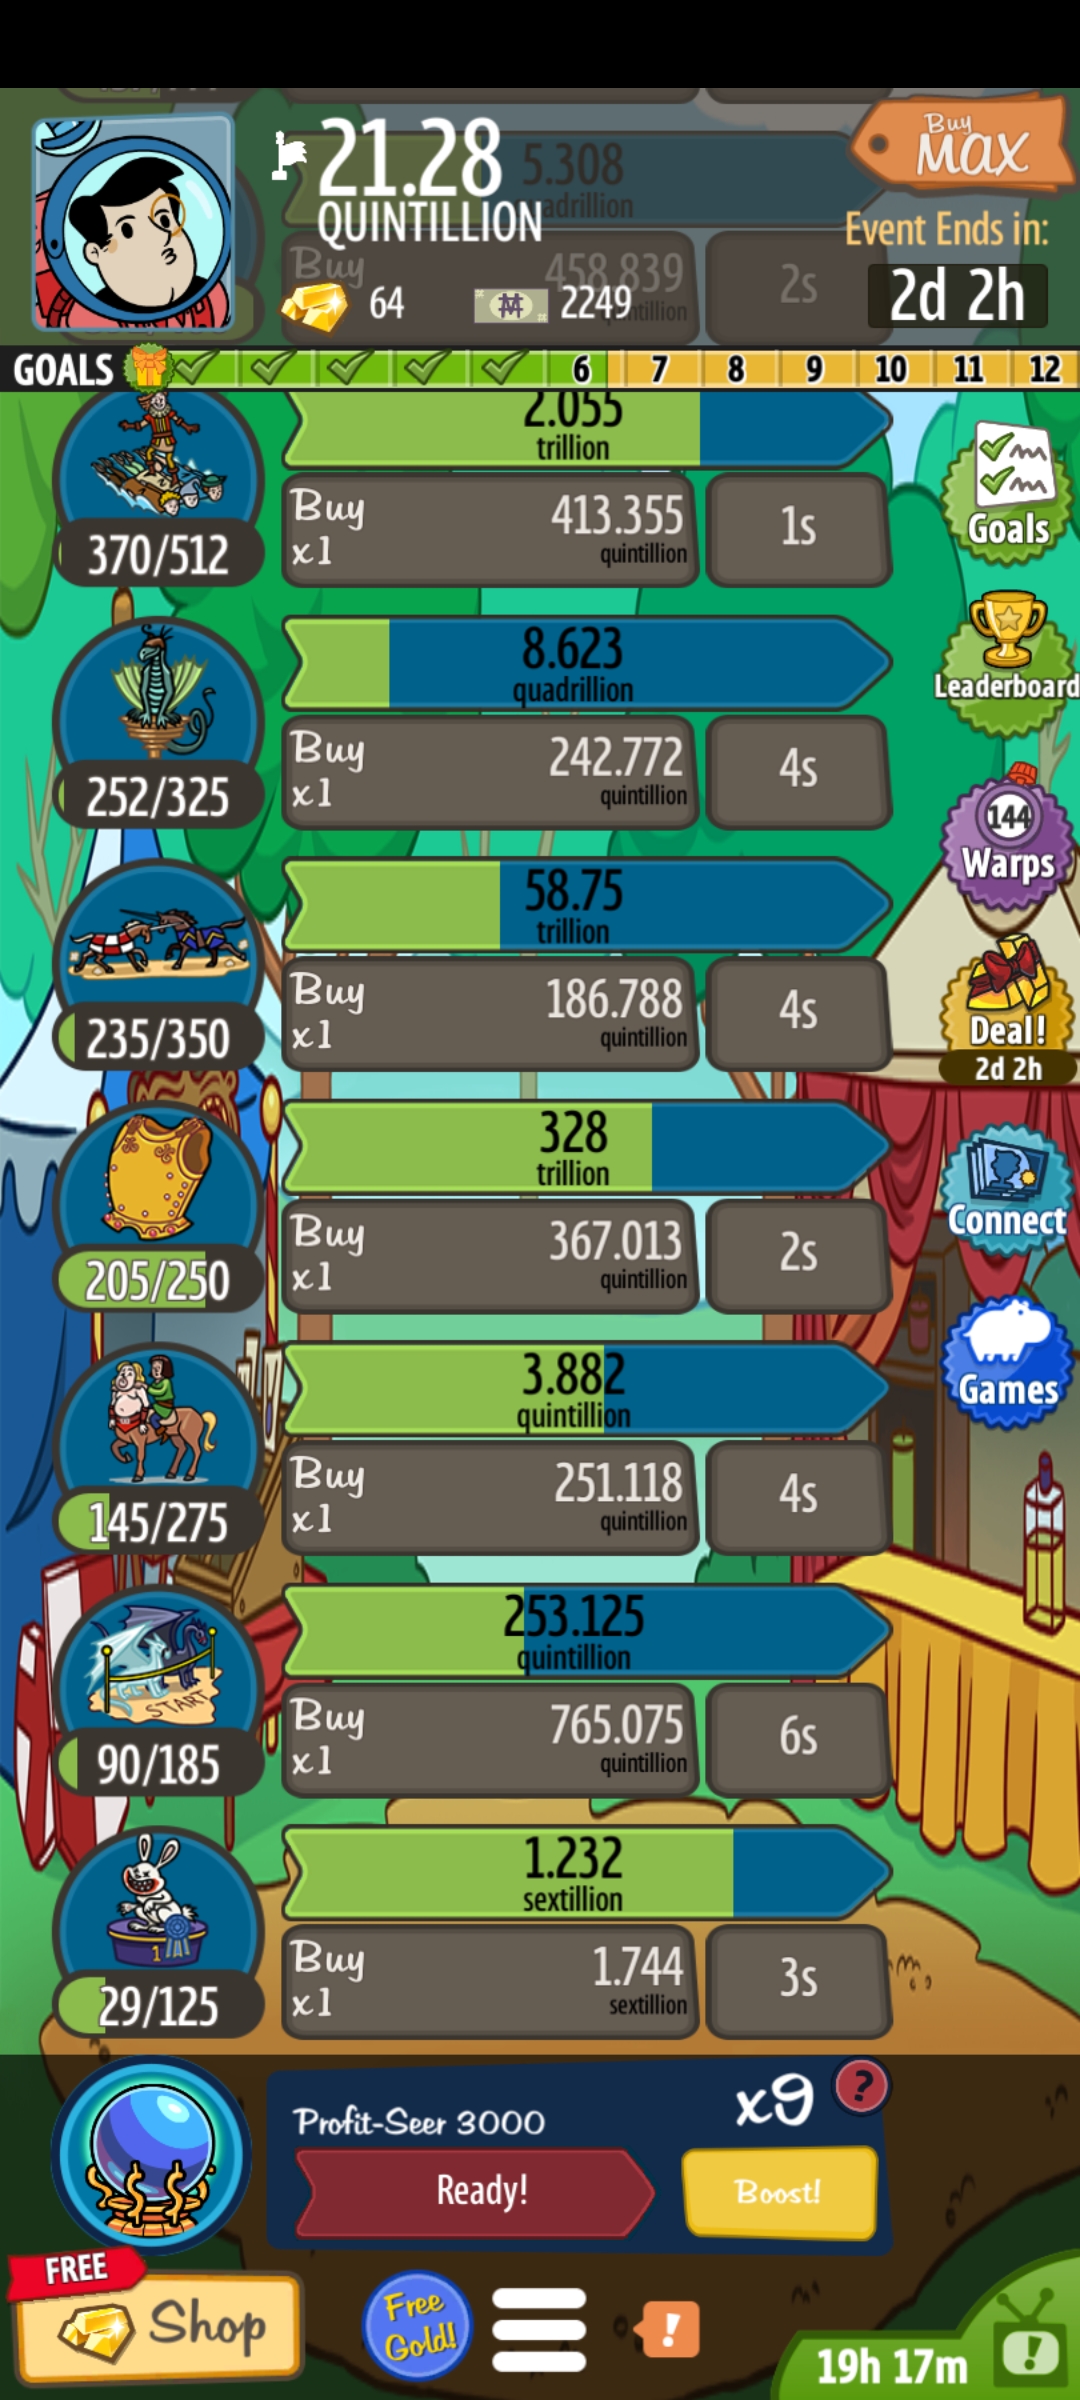 21.28
QUINTILLION
64
2249
Buy
MAX
Event Ends in:
2d 2h
5.308
Buy
458.839
2s
GOALS
6 7 8 9 10 11 12
2.055
trillion
370/512
Buy
x1
413.355
quintillion
1s
Goals
8.623
quadrillion
252/325
Buy
x1
242.772
quintillion
4s
Leaderboard
144
Warps
58.75
trillion
235/350
Buy
x1
186.788
quintillion
4s
Deal!
2d 2h
328
trillion
205/250
Buy
x1
367.013
quintillion
2s
Connect
3.882
quintillion
145/275
Buy
x1
251.118
quintillion
4s
Games
253.125
quintillion
START
90/185
Buy
x1
765.075
quintillion
6s
1.232
sextillion
1
29/125
Buy
x1
1.744
sextillion
3s
Profit-Seer 3000
x9
?
Ready!
Boost!
FREE
Shop
Free
Gold!
!
19h 17m
!